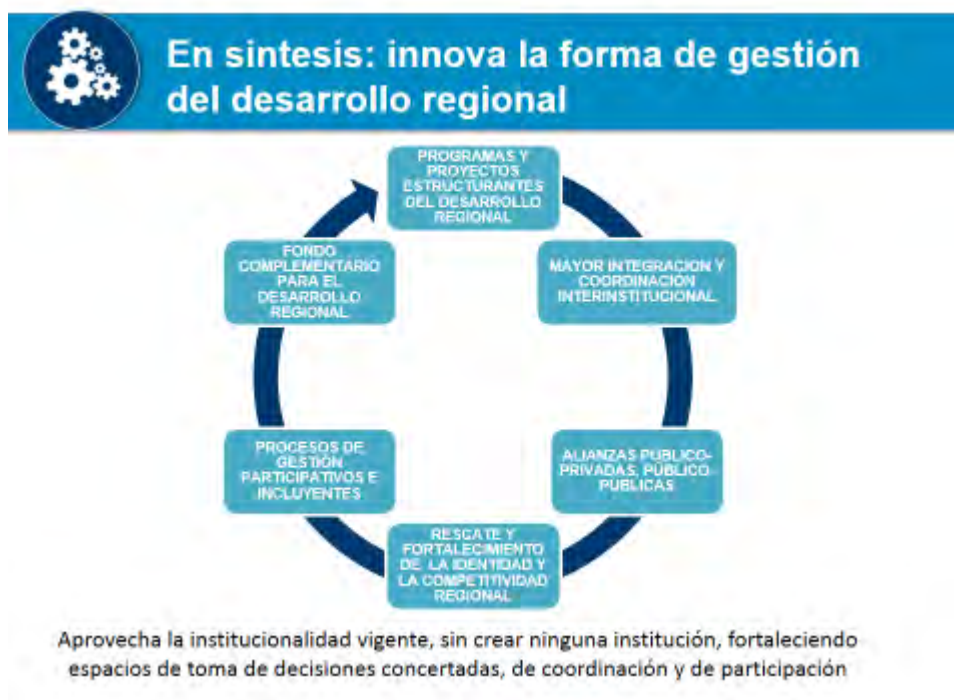 En sintesis: innova la forma de gestión
del desarrollo regional
PROGRAMAS Y
PROYECTOS
ESTRUCTURANTES
DEL DESARROLLO
REGIONAL
MAYOR INTEGRACION Y
COORDINACIÓN
INTERINSTITUCIONAL
ALIANZAS PUBLICO-
PRIVADAS, PÚBLICO-
PUBLICAS
RESCATE Y
FORTALECIMIENTO
DE LA IDENTIDAD Y
LA COMPETITIVIDAD
REGIONAL
PROCESOS DE
GESTIÓN
PARTICIPATIVOS E
INCLUYENTES
FONDO
COMPLEMENTARIO
PARA EL
DESARROLLO
REGIONAL
Aprovecha la institucionalidad vigente, sin crear ninguna institución, fortaleciendo
espacios de toma de decisiones concertadas, de coordinación y de participación